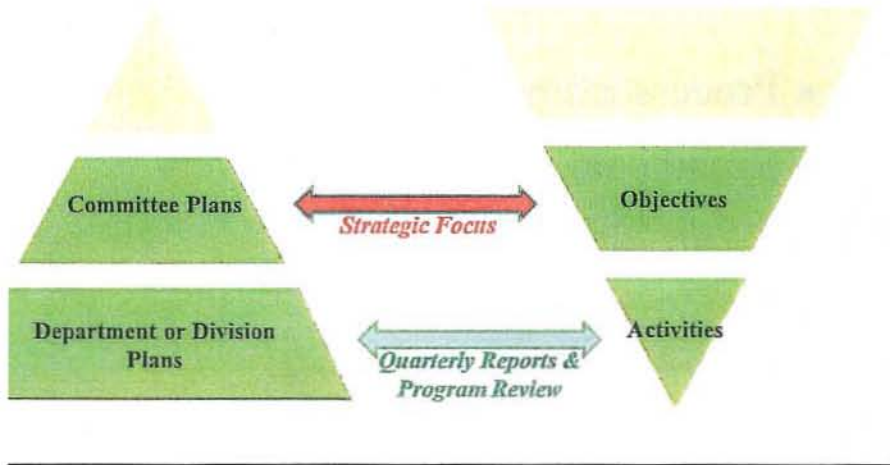 Committee Plans
Objectives
Strategic Focus
Department or Division
Plans
Activities
Quarterly Reports &
Program Review